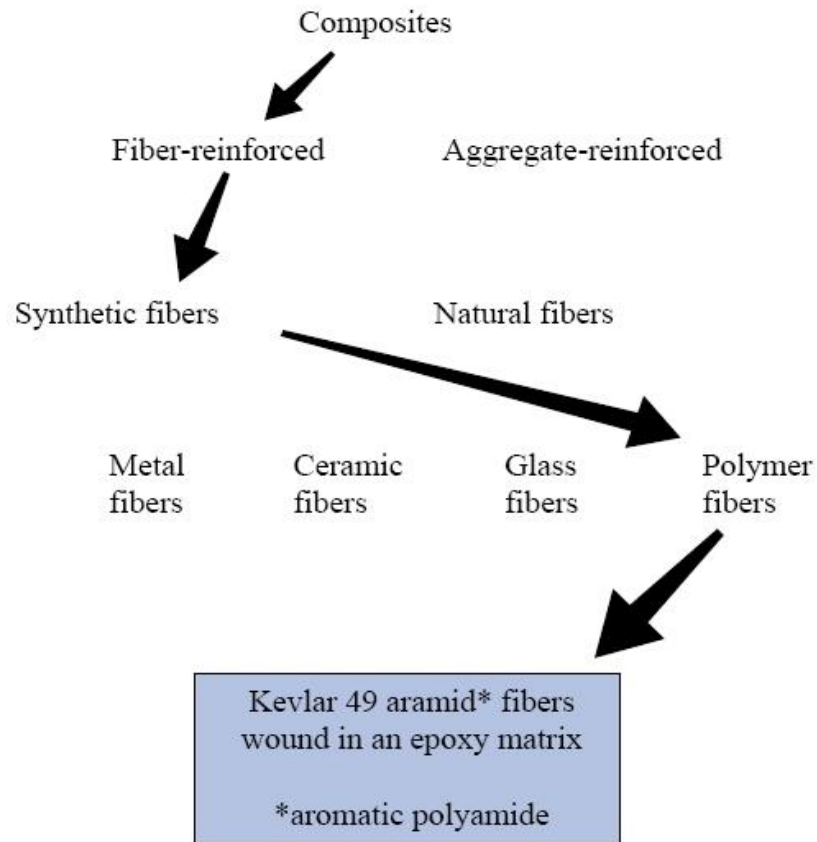 Composites
Fiber-reinforced
Aggregate-reinforced
Synthetic fibers
Natural fibers
Metal
fibers
Ceramic
fibers
Glass
fibers
Polymer
fibers
Kevlar 49 aramid* fibers
wound in an epoxy matrix
*aromatic polyamide